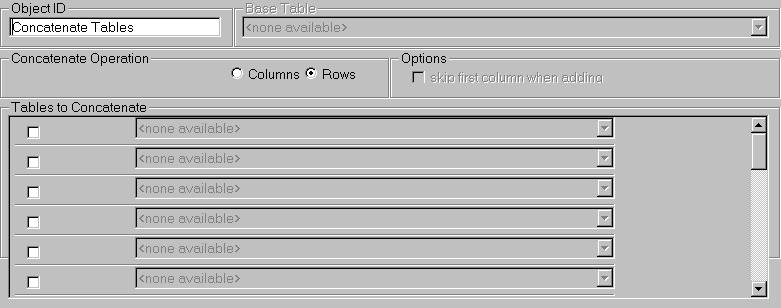 Object ID
Base Table
Concatenate Tables
<none available>
Concatenate Operation
Options
Columns
Rows
skip first column when adding
Tables to Concatenate
<none available>
<none available>
<none available>
<none available>
<none available>
<none available>